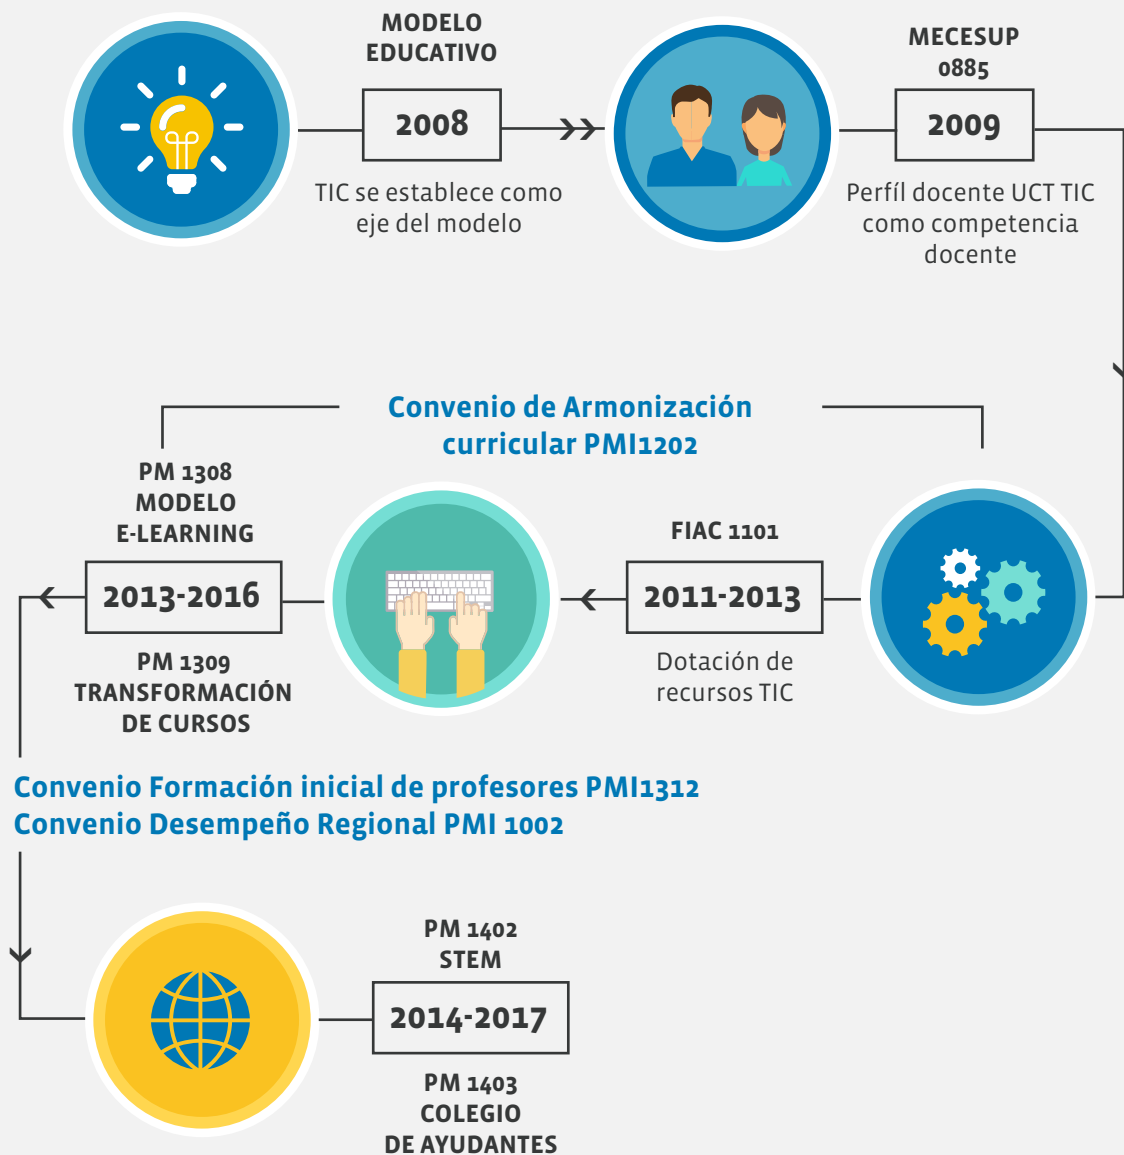 MODELO
EDUCATIVO
2008
TIC se establece como
eje del modelo
MECESUP
0885
2009
Perfíl docente UCT TIC
como competencia
docente
Convenio de Armonización
curricular PMI1202
FIAC 1101
2011-2013
Dotación de
recursos TIC
PM 1308
MODELO
E-LEARNING
2013-2016
PM 1309
TRANSFORMACIÓN
DE CURSOS
Convenio Formación inicial de profesores PMI1312
Convenio Desempeño Regional PMI 1002
PM 1402
STEM
2014-2017
PM 1403
COLEGIO
DE AYUDANTES